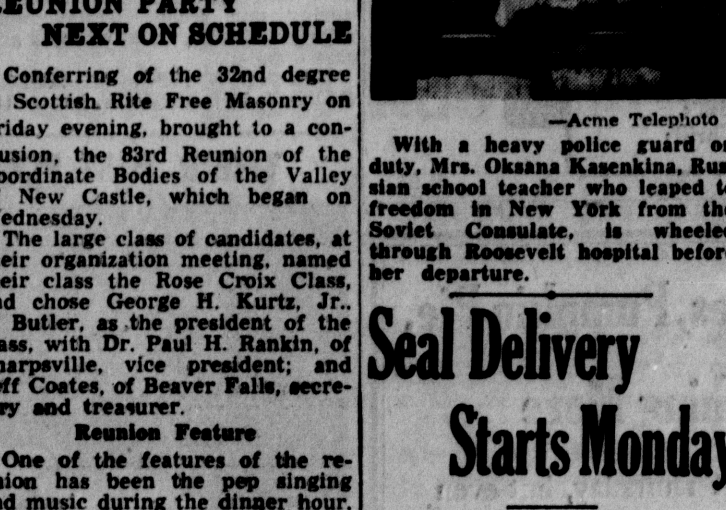 REUNION PARTY
NEXT ON SCHEDULE
Conferring of the 32nd degree
Scottish Rite Free Masonry on
riday evening, brought to a con-
usion, the 83rd Reunion of the
oordinate Bodies of the Valley
New Castle, which began on
ednesday.
The large class of candidates, at
eir organization meeting, named
eir class the Rose Croix Class,
nd chose George H. Kurtz, Jr..
Butler, as the president of the
ass, with Dr. Paul H. Rankin, of
harpsville, vice president; and
ff Coates, of Beaver Falls, secre-
ry and treasurer.
Reunion Feature
One of the features of the re-
nion has been the pep singing
nd music during the dinner hour.
—Acme Telephoto
With a heavy police guard on
duty, Mrs. Oksana Kasenkina, Rus
sian school teacher who leaped t
freedom in New York from the
Soviet Consulate, is wheeled
through Roosevelt hospital before
her departure.
Seal Delivery
Starts Monday